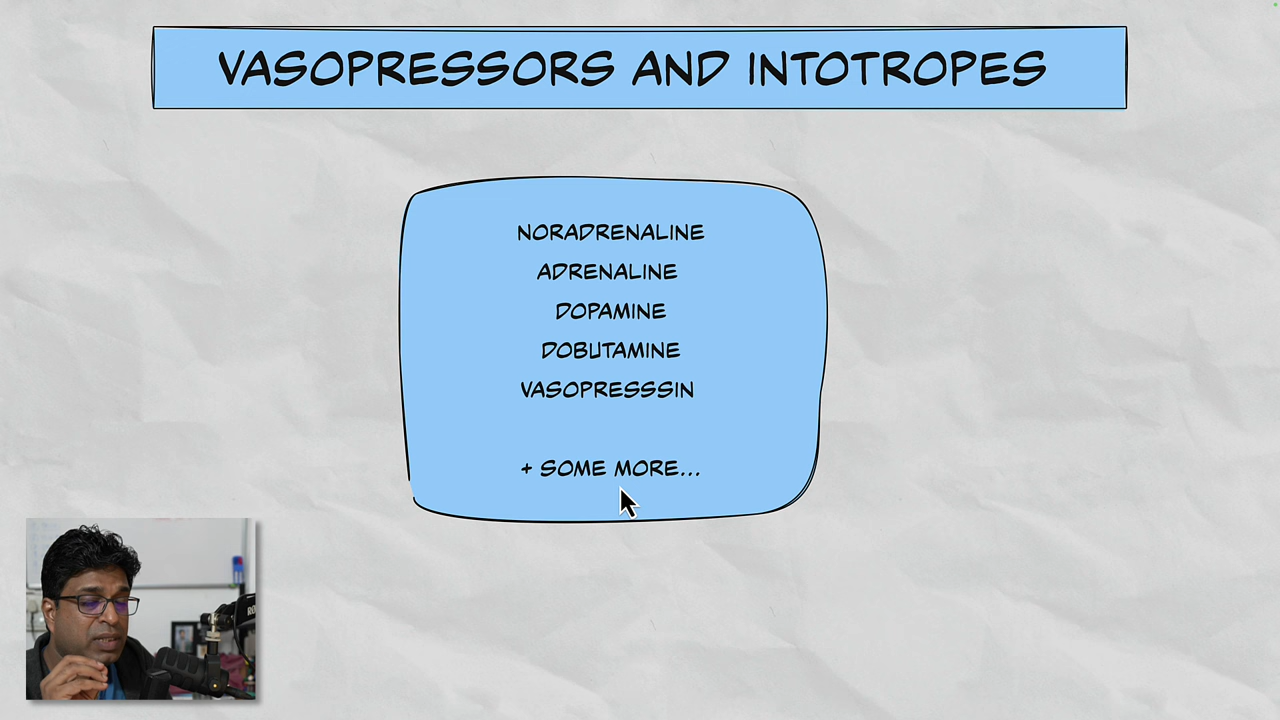 VASOPRESSORS AND INTOTROPES
NORADRENALINE
ADRENALINE
DOPAMINE
DOBUTAMINE
VASOPRESSSIN
+ SOME MORE...